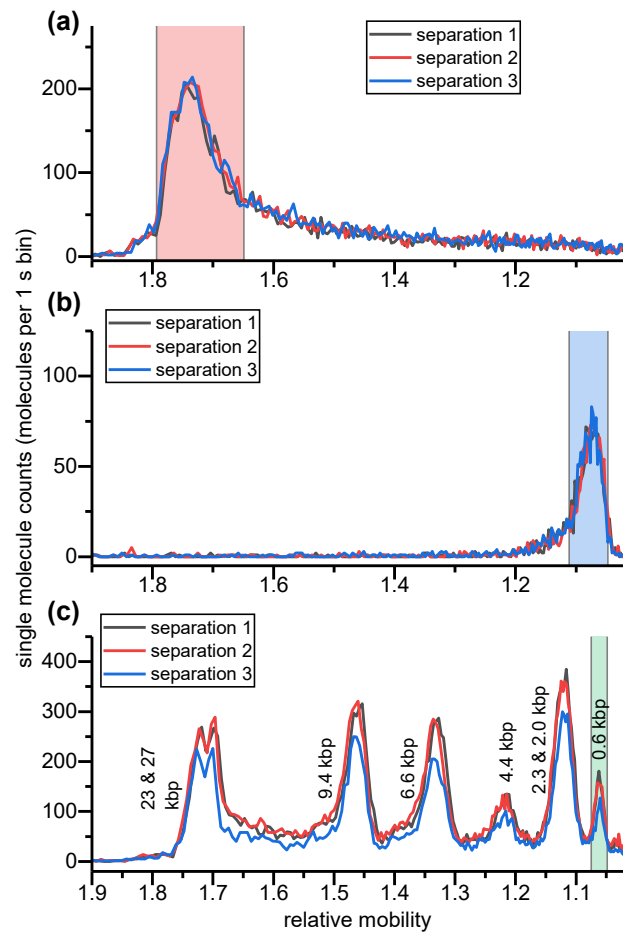 (a)
separation 1
separation 2
separation 3
200
100
0
1.8
1.6
1.4
1.2
(b)
separation 1
separation 2
separation 3
100
50
0
1.8
1.6
1.4
1.2
single molecule counts (molecules per 1 s bin)
(c)
separation 1
separation 2
separation 3
400
300
200
100
0
23 & 27
kbp
9.4 kbp
6.6 kbp
4.4 kbp
2.3 & 2.0 kbp
0.6 kbp
1.9
1.8
1.7
1.6
1.5
1.4
1.3
1.2
1.1
relative mobility